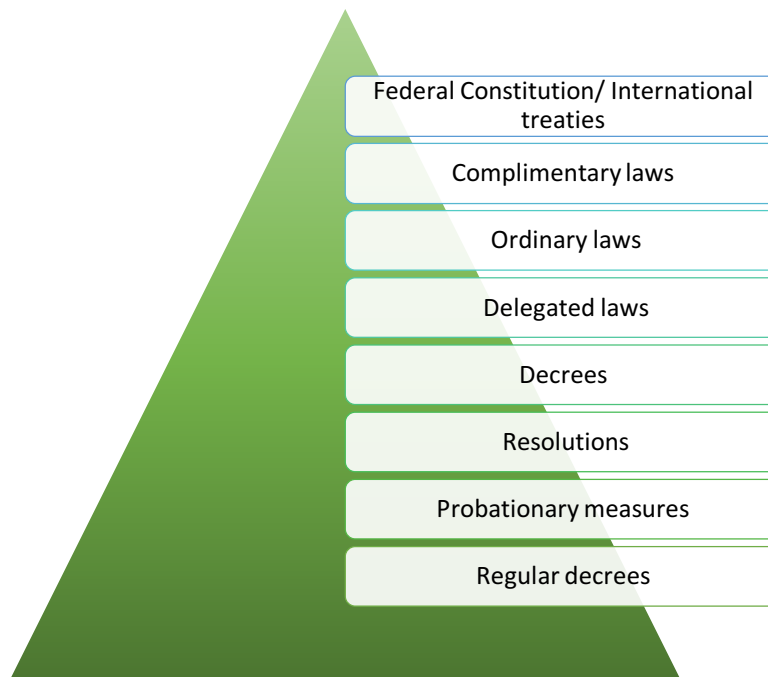 Federal Constitution/ International
treaties
Complimentary laws
Ordinary laws
Delegated laws
Decrees
Resolutions
Probationary measures
Regular decrees